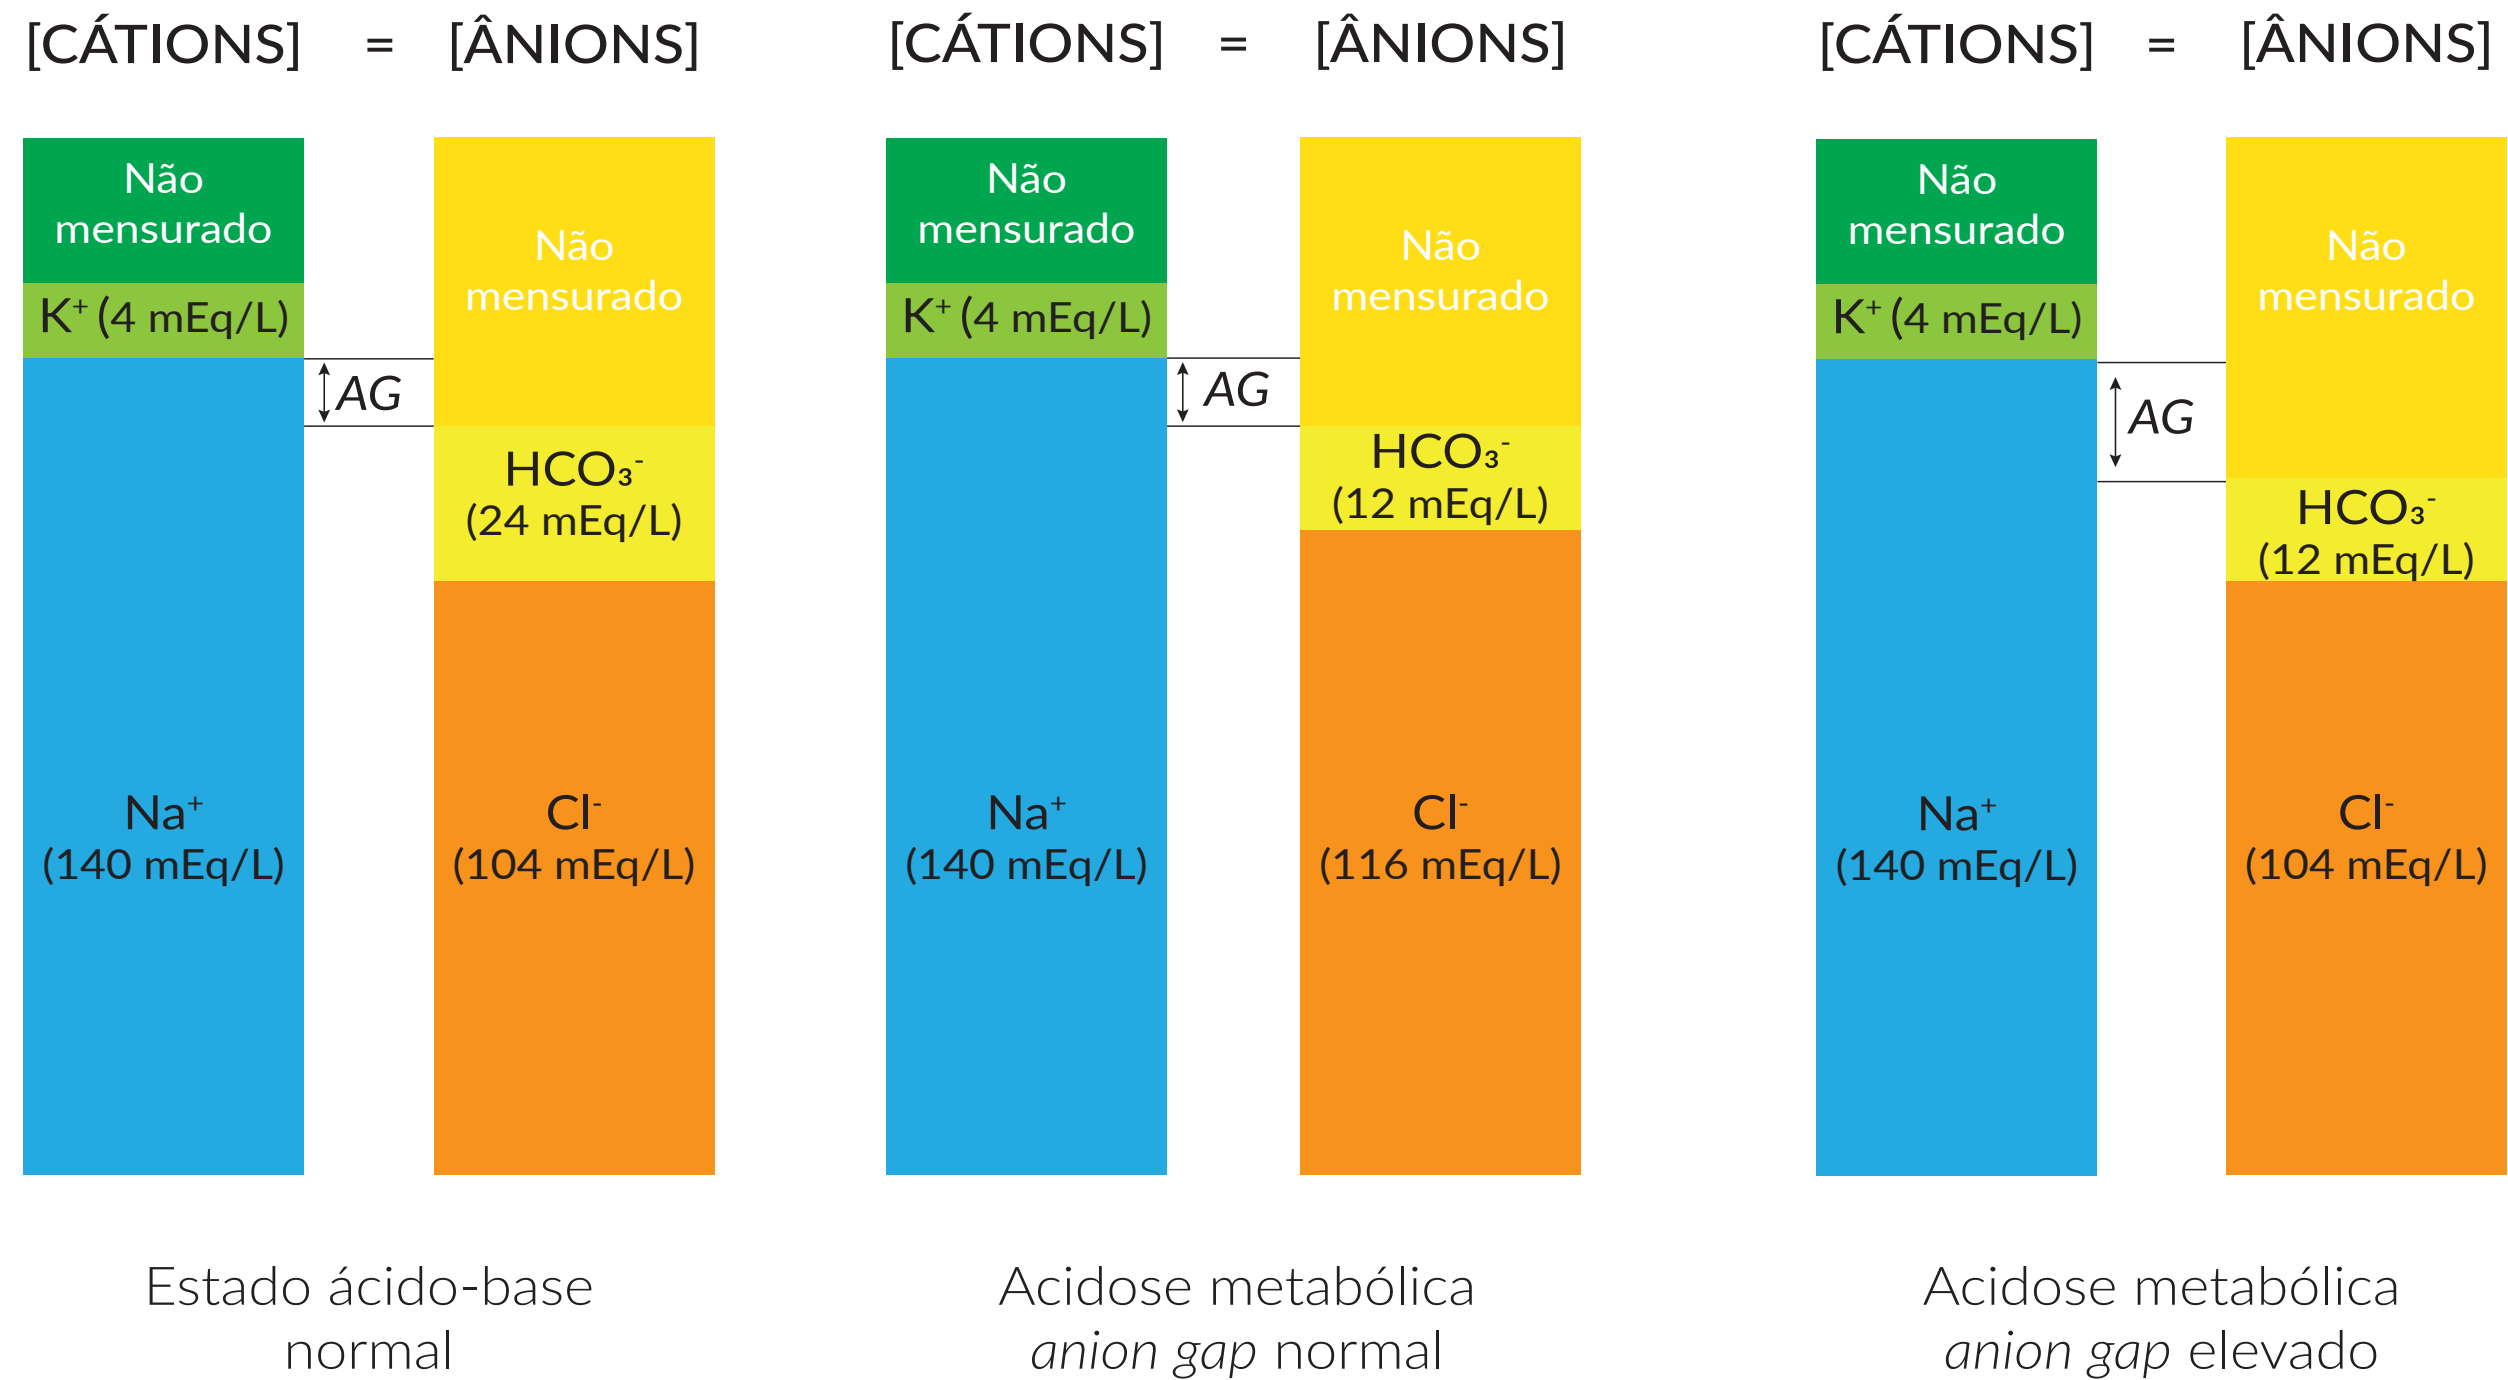 [CÁTIONS] = [ÂNIONS]
Não
mensurado
K⁺ (4 mEq/L)
Na⁺
(140 mEq/L)
AG
Não
mensurado
HCO₃⁻
(24 mEq/L)
Cl⁻
(104 mEq/L)
Estado ácido-base
normal
[CÁTIONS] = [ÂNIONS]
Não
mensurado
K⁺ (4 mEq/L)
Na⁺
(140 mEq/L)
AG
Não
mensurado
HCO₃⁻
(12 mEq/L)
Cl⁻
(116 mEq/L)
Acidose metabólica
anion gap normal
[CÁTIONS] = [ÂNIONS]
Não
mensurado
K⁺ (4 mEq/L)
Na⁺
(140 mEq/L)
AG
Não
mensurado
HCO₃⁻
(12 mEq/L)
Cl⁻
(104 mEq/L)
Acidose metabólica
anion gap elevado